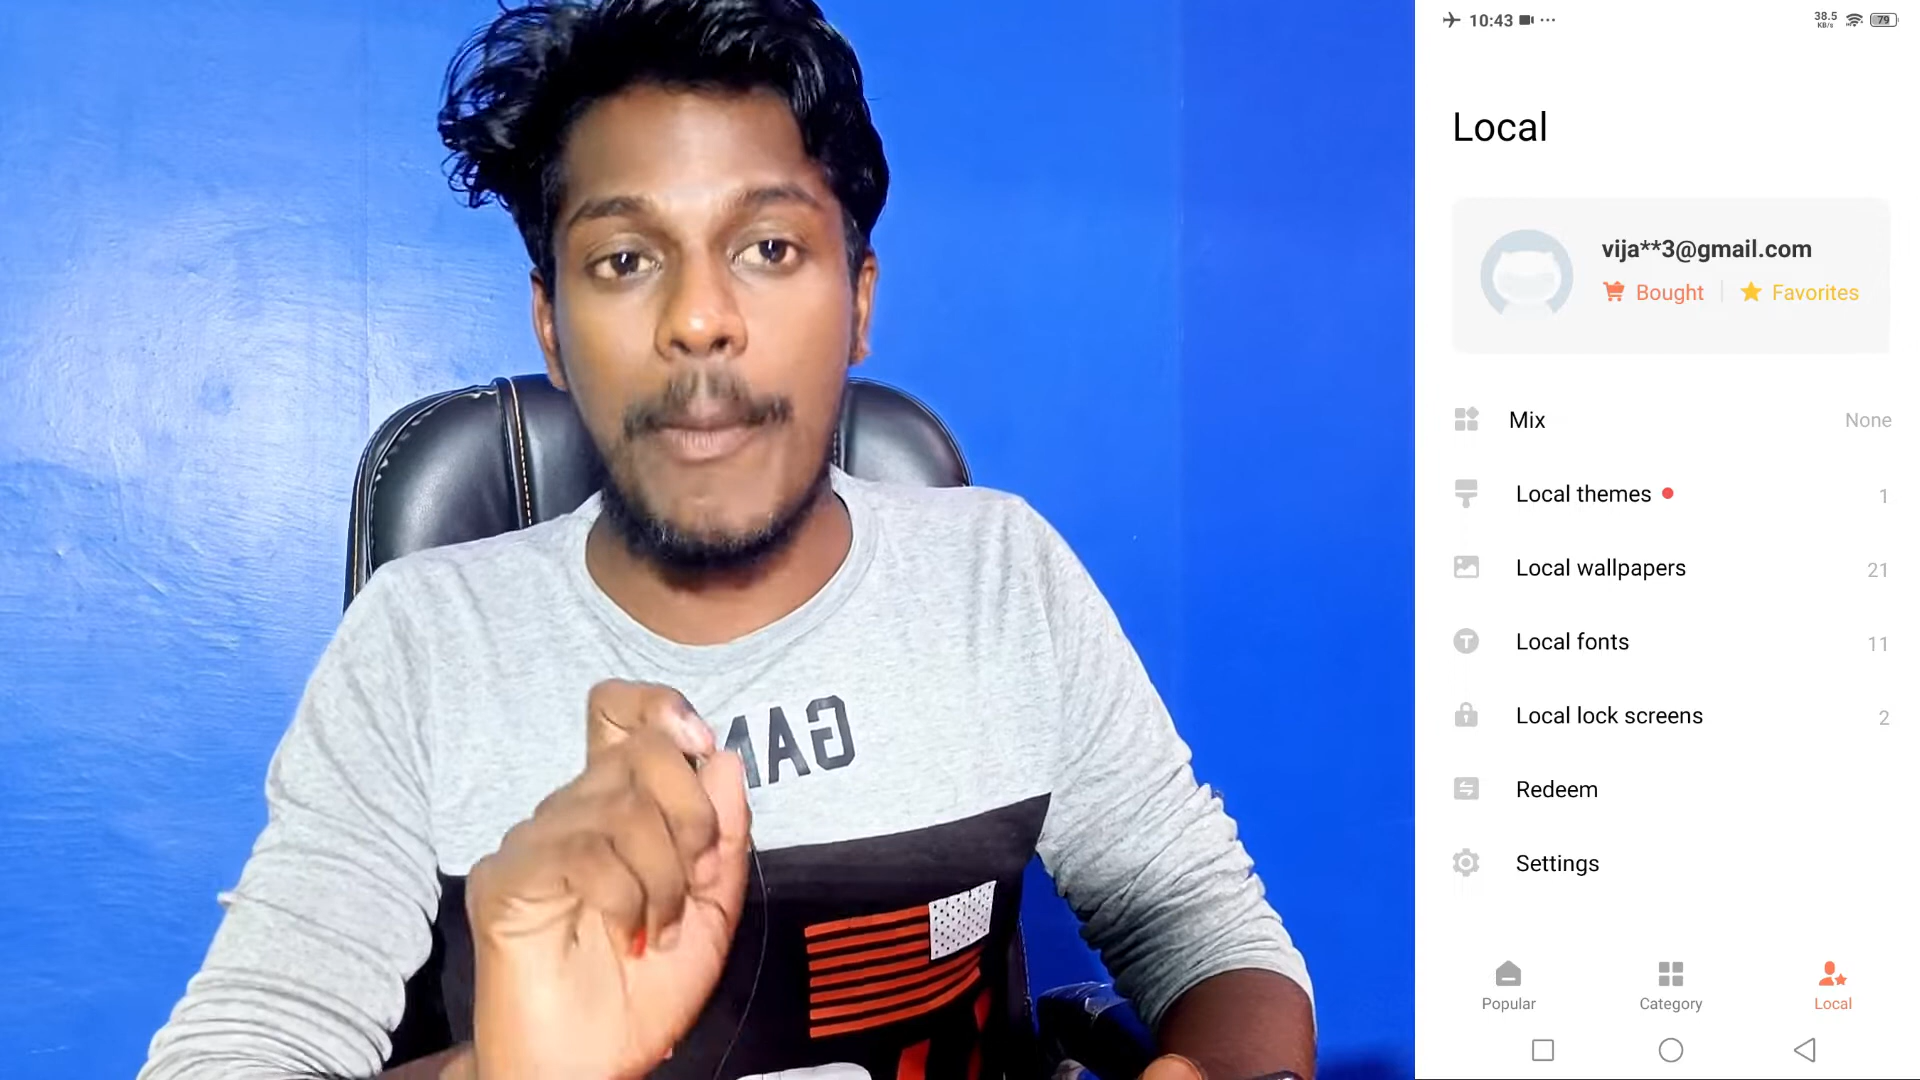 10:43
38.5
KB/s
79
Local
vija**3@gmail.com
Bought
Favorites
Mix
None
Local themes
1
Local wallpapers
21
Local fonts
11
Local lock screens
2
Redeem
Settings
Popular
Category
Local
GAM